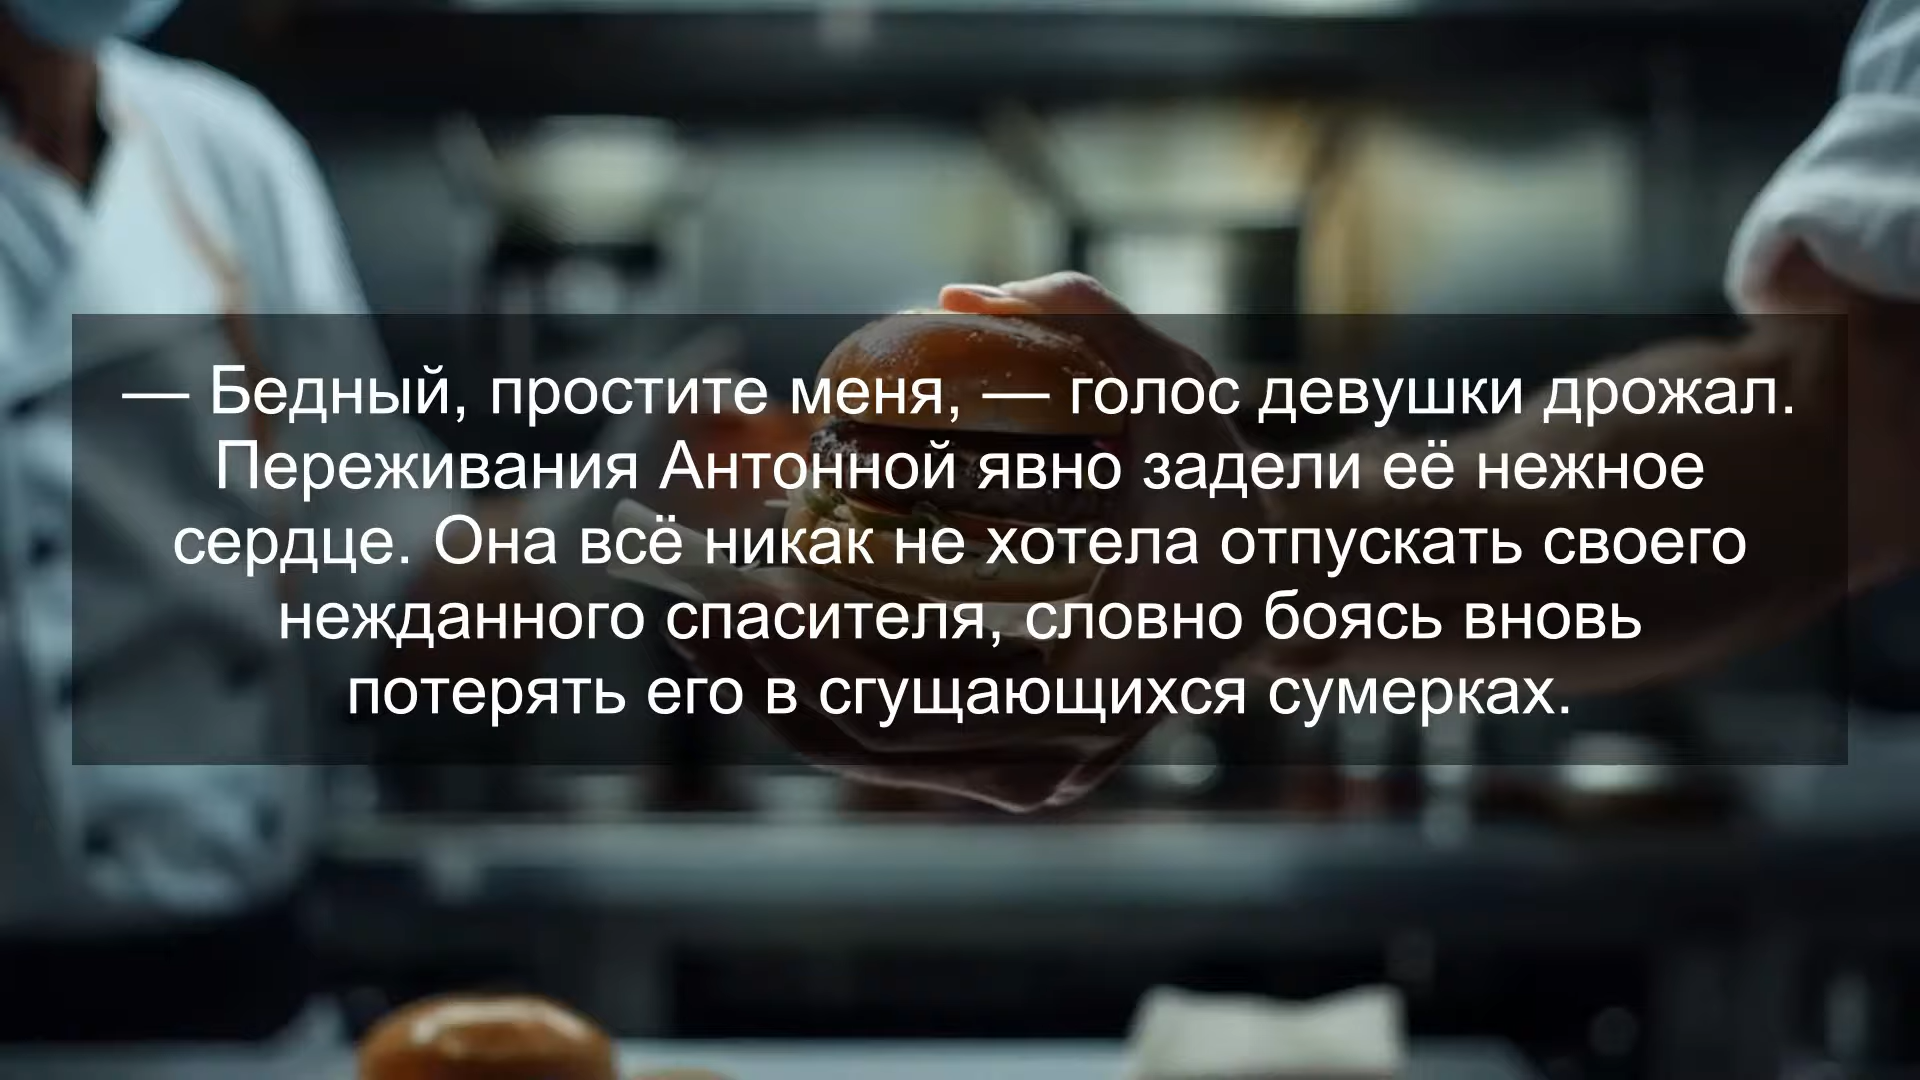 — Бедный, простите меня, — голос девушки дрожал.
Переживания Антонной явно задели её нежное
сердце. Она всё никак не хотела отпускать своего
нежданного спасителя, словно боясь вновь
потерять его в сгущающихся сумерках.